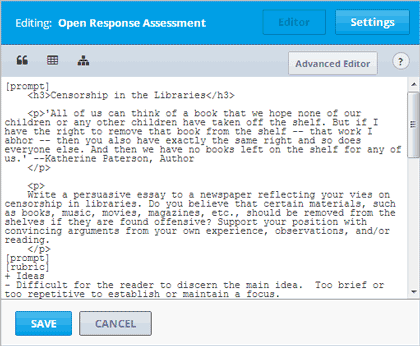 Editing: Open Response Assessment Editor Settings
Advanced Editor ?
[prompt]
<h3>Censorship in the Libraries</h3>
<p>'All of us can think of a book that we hope none of our
children or any other children have taken off the shelf. But if I
have the right to remove that book from the shelf -- that work I
abhor -- then you also have exactly the same right and so does
everyone else. And then we have no books left on the shelf for any of
us.' --Katherine Paterson, Author
</p>
<p>
Write a persuasive essay to a newspaper reflecting your vies on
censorship in libraries. Do you believe that certain materials, such
as books, music, movies, magazines, etc., should be removed from the
shelves if they are found offensive? Support your position with
convincing arguments from your own experience, observations, and/or
reading.
</p>
[prompt]
[rubric]
+ Ideas
- Difficult for the reader to discern the main idea.  Too brief or
too repetitive to establish or maintain a focus.
SAVE CANCEL